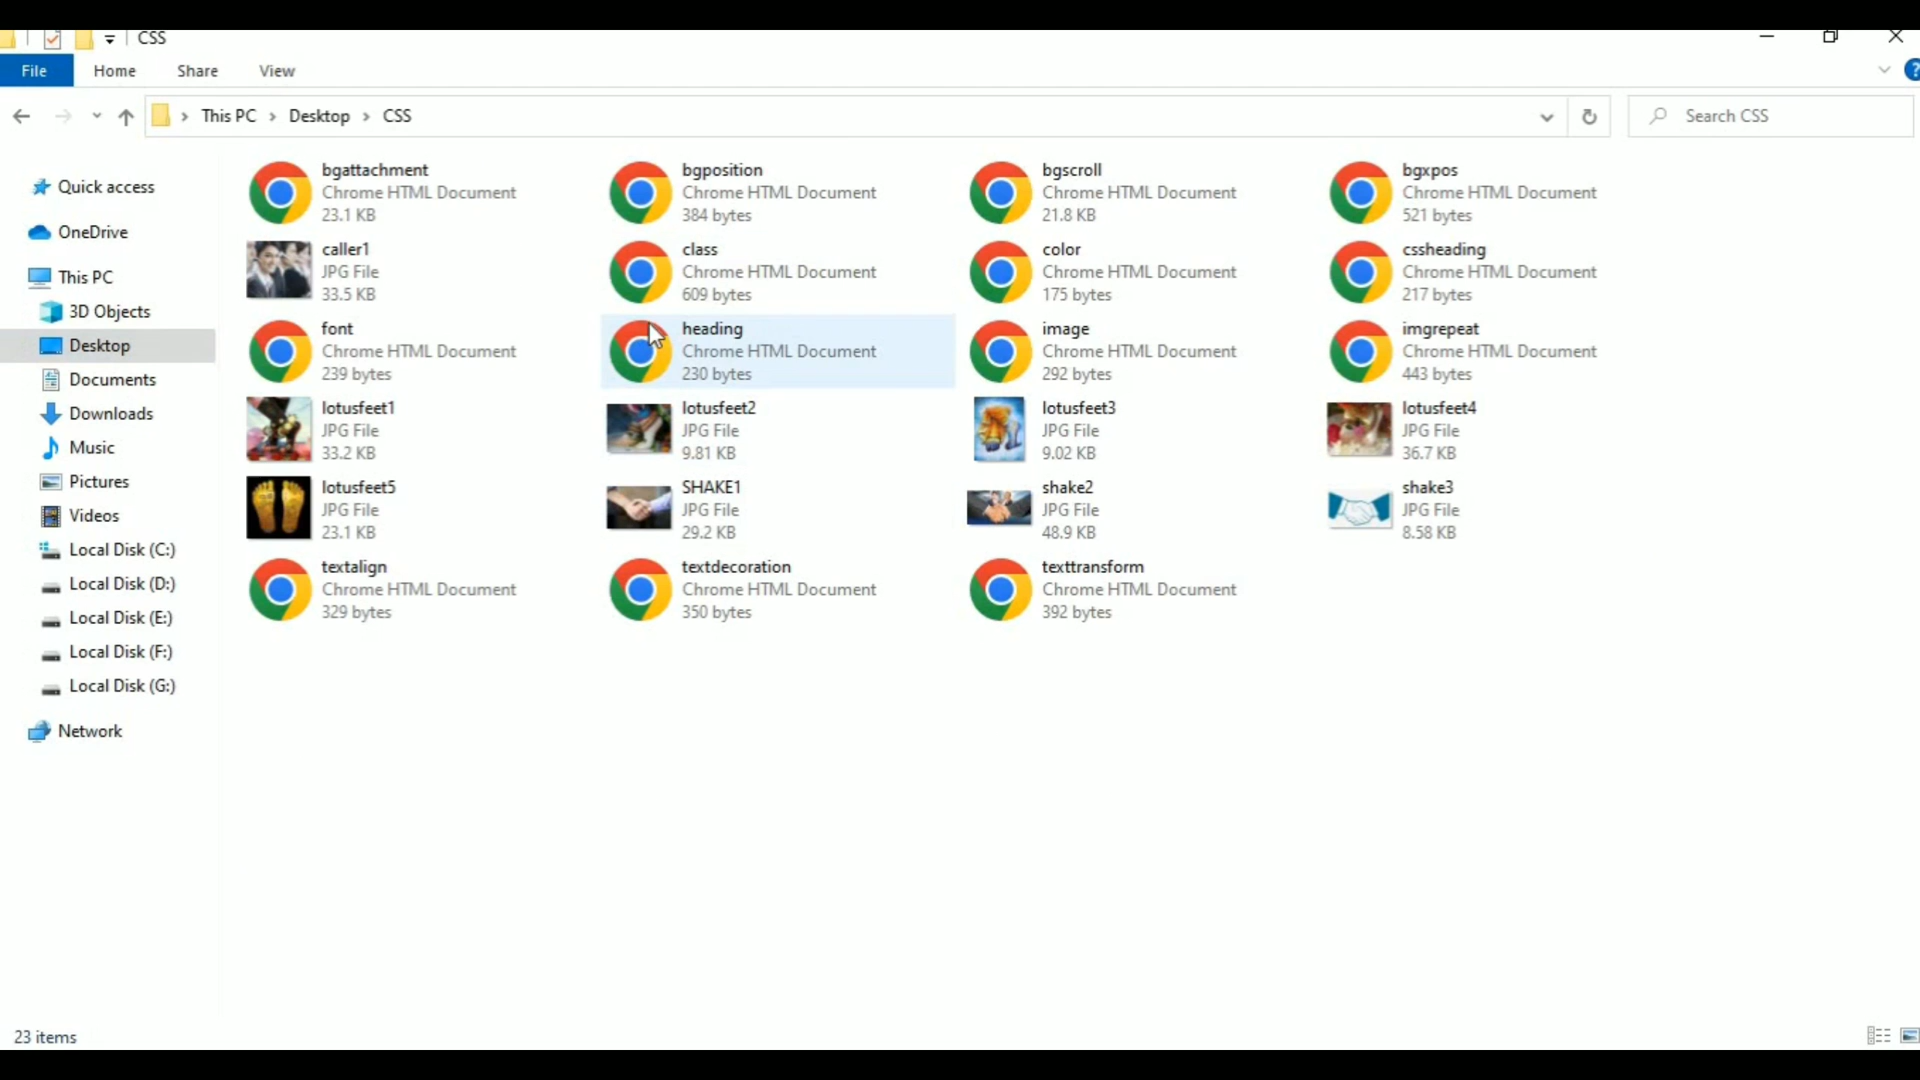 CSS
File Home Share View ?
This PC Desktop CSS
Search CSS
Quick access
OneDrive
This PC
3D Objects
Desktop
Documents
Downloads
Music
Pictures
Videos
Local Disk (C:)
Local Disk (D:)
Local Disk (E:)
Local Disk (F:)
Local Disk (G:)
Network
bgattachment
Chrome HTML Document
23.1 KB
bgposition
Chrome HTML Document
384 bytes
bgscroll
Chrome HTML Document
21.8 KB
bgxpos
Chrome HTML Document
521 bytes
caller1
JPG File
33.5 KB
class
Chrome HTML Document
609 bytes
color
Chrome HTML Document
175 bytes
cssheading
Chrome HTML Document
217 bytes
font
Chrome HTML Document
239 bytes
heading
Chrome HTML Document
230 bytes
image
Chrome HTML Document
292 bytes
imgrepeat
Chrome HTML Document
443 bytes
lotusfeet1
JPG File
33.2 KB
lotusfeet2
JPG File
9.81 KB
lotusfeet3
JPG File
9.02 KB
lotusfeet4
JPG File
36.7 KB
lotusfeet5
JPG File
23.1 KB
SHAKE1
JPG File
29.2 KB
shake2
JPG File
48.9 KB
shake3
JPG File
8.58 KB
textalign
Chrome HTML Document
329 bytes
textdecoration
Chrome HTML Document
350 bytes
texttransform
Chrome HTML Document
392 bytes
23 items